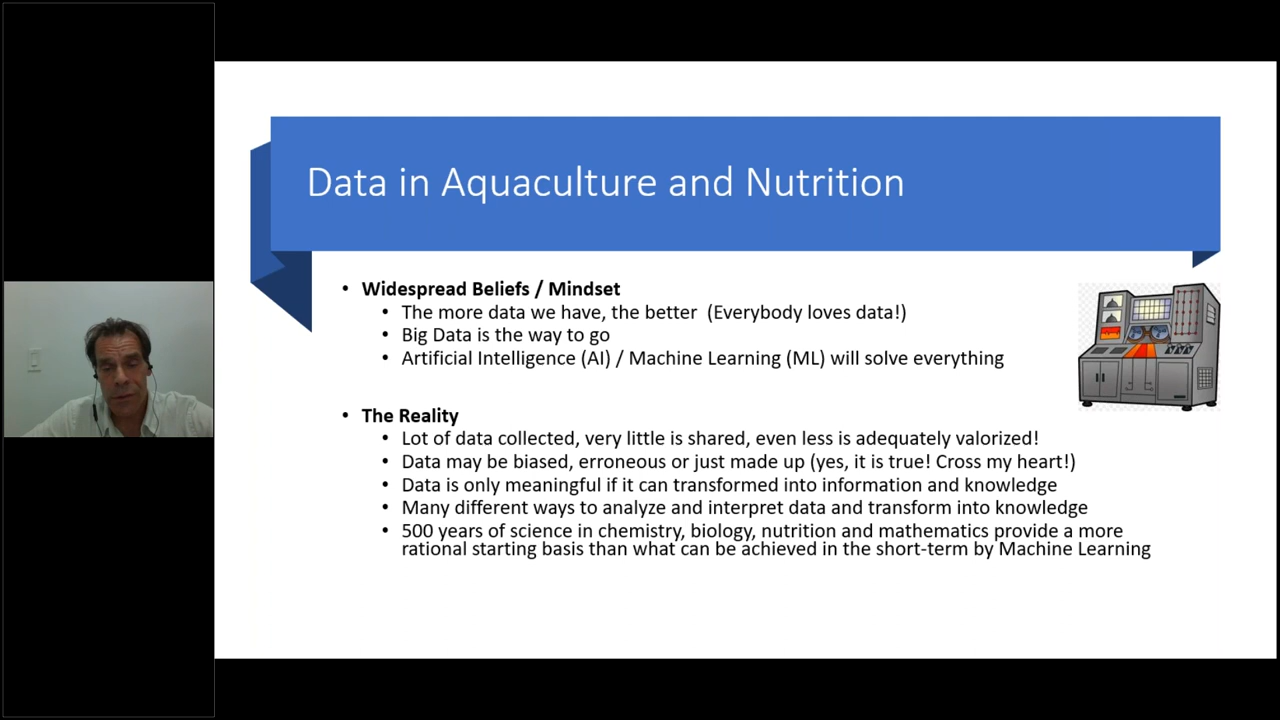 Data in Aquaculture and Nutrition
• Widespread Beliefs / Mindset
• The more data we have, the better  (Everybody loves data!)
• Big Data is the way to go
• Artificial Intelligence (AI) / Machine Learning (ML) will solve everything
• The Reality
• Lot of data collected, very little is shared, even less is adequately valorized!
• Data may be biased, erroneous or just made up (yes, it is true! Cross my heart!)
• Data is only meaningful if it can transformed into information and knowledge
• Many different ways to analyze and interpret data and transform into knowledge
• 500 years of science in chemistry, biology, nutrition and mathematics provide a more
rational starting basis than what can be achieved in the short-term by Machine Learning